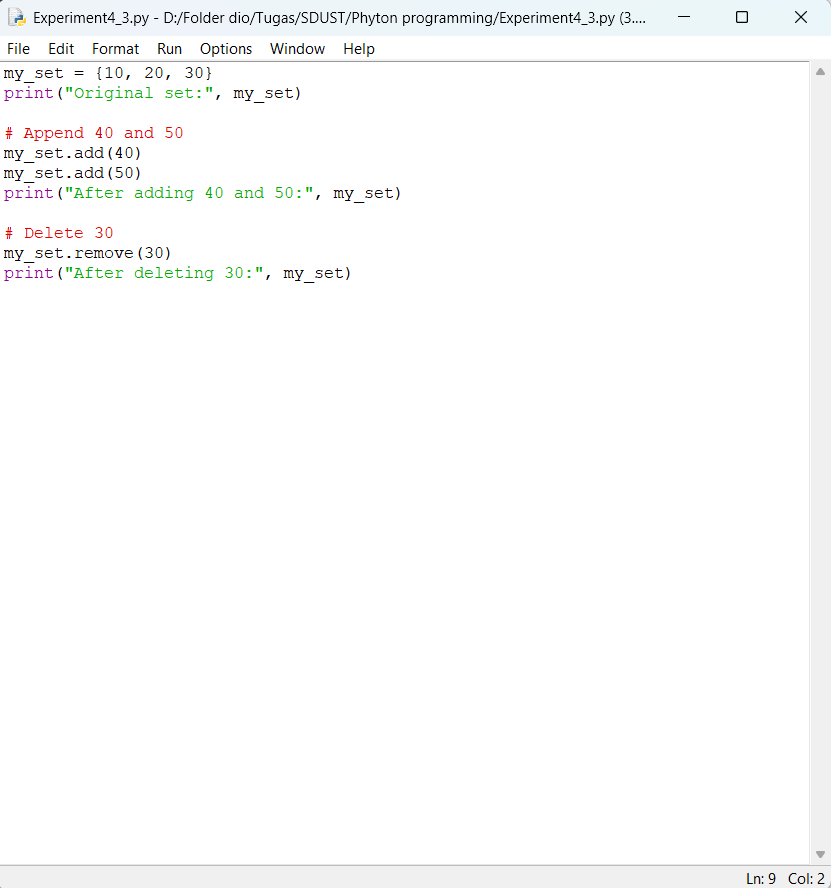 Experiment4_3.py - D:/Folder dio/Tugas/SDUST/Phyton programming/Experiment4_3.py (3....
File Edit Format Run Options Window Help
my_set = {10, 20, 30}
print("Original set:", my_set)
# Append 40 and 50
my_set.add(40)
my_set.add(50)
print("After adding 40 and 50:", my_set)
# Delete 30
my_set.remove(30)
print("After deleting 30:", my_set)
Ln: 9 Col: 2